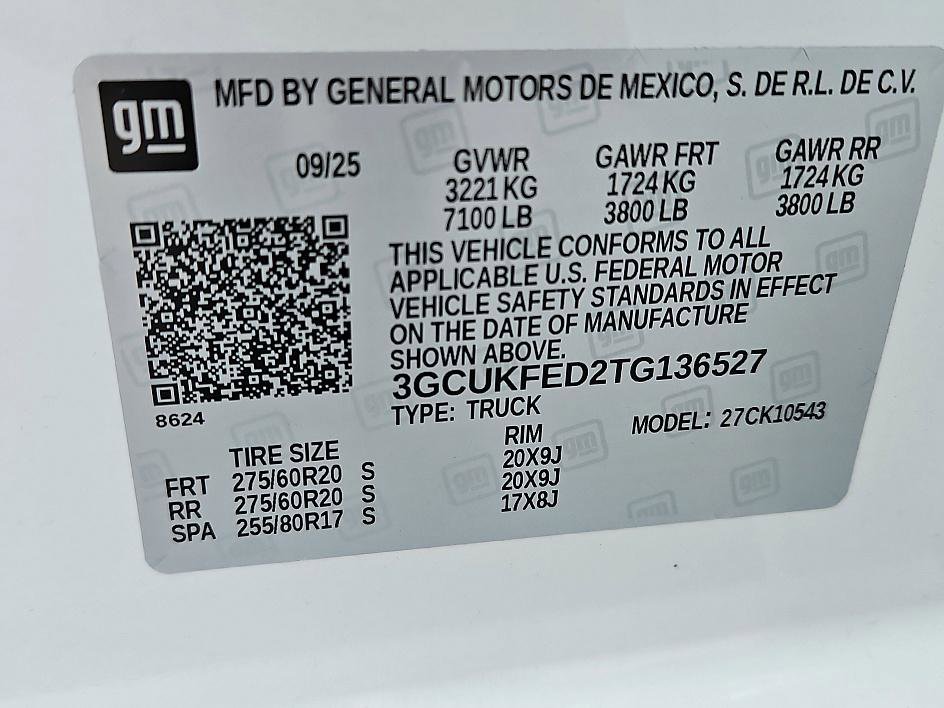 gm
MFD BY GENERAL MOTORS DE MEXICO, S. DE R.L. DE C.V.
09/25 GVWR GAWR FRT GAWR RR
3221 KG 1724 KG 1724 KG
7100 LB 3800 LB 3800 LB
THIS VEHICLE CONFORMS TO ALL
APPLICABLE U.S. FEDERAL MOTOR
VEHICLE SAFETY STANDARDS IN EFFECT
ON THE DATE OF MANUFACTURE
SHOWN ABOVE.
3GCUKFED2TG136527
8624
TYPE: TRUCK MODEL: 27CK10543
TIRE SIZE RIM
FRT 275/60R20 S 20X9J
RR 275/60R20 S 20X9J
SPA 255/80R17 S 17X8J